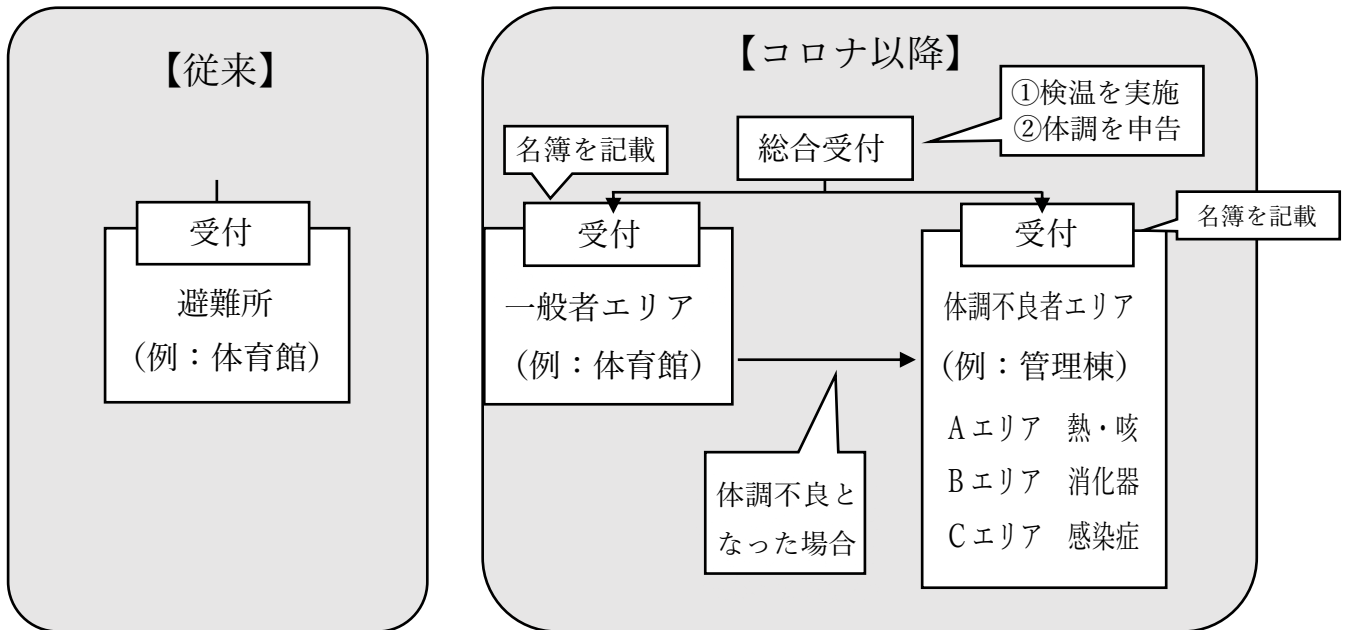 【従来】
受付
避難所
(例：体育館)
【コロナ以降】
①検温を実施
②体調を申告
総合受付
名簿を記載
受付
一般者エリア
(例：体育館)
名簿を記載
受付
体調不良者エリア
(例：管理棟)
Aエリア　熱・咳
Bエリア　消化器
Cエリア　感染症
体調不良と
なった場合